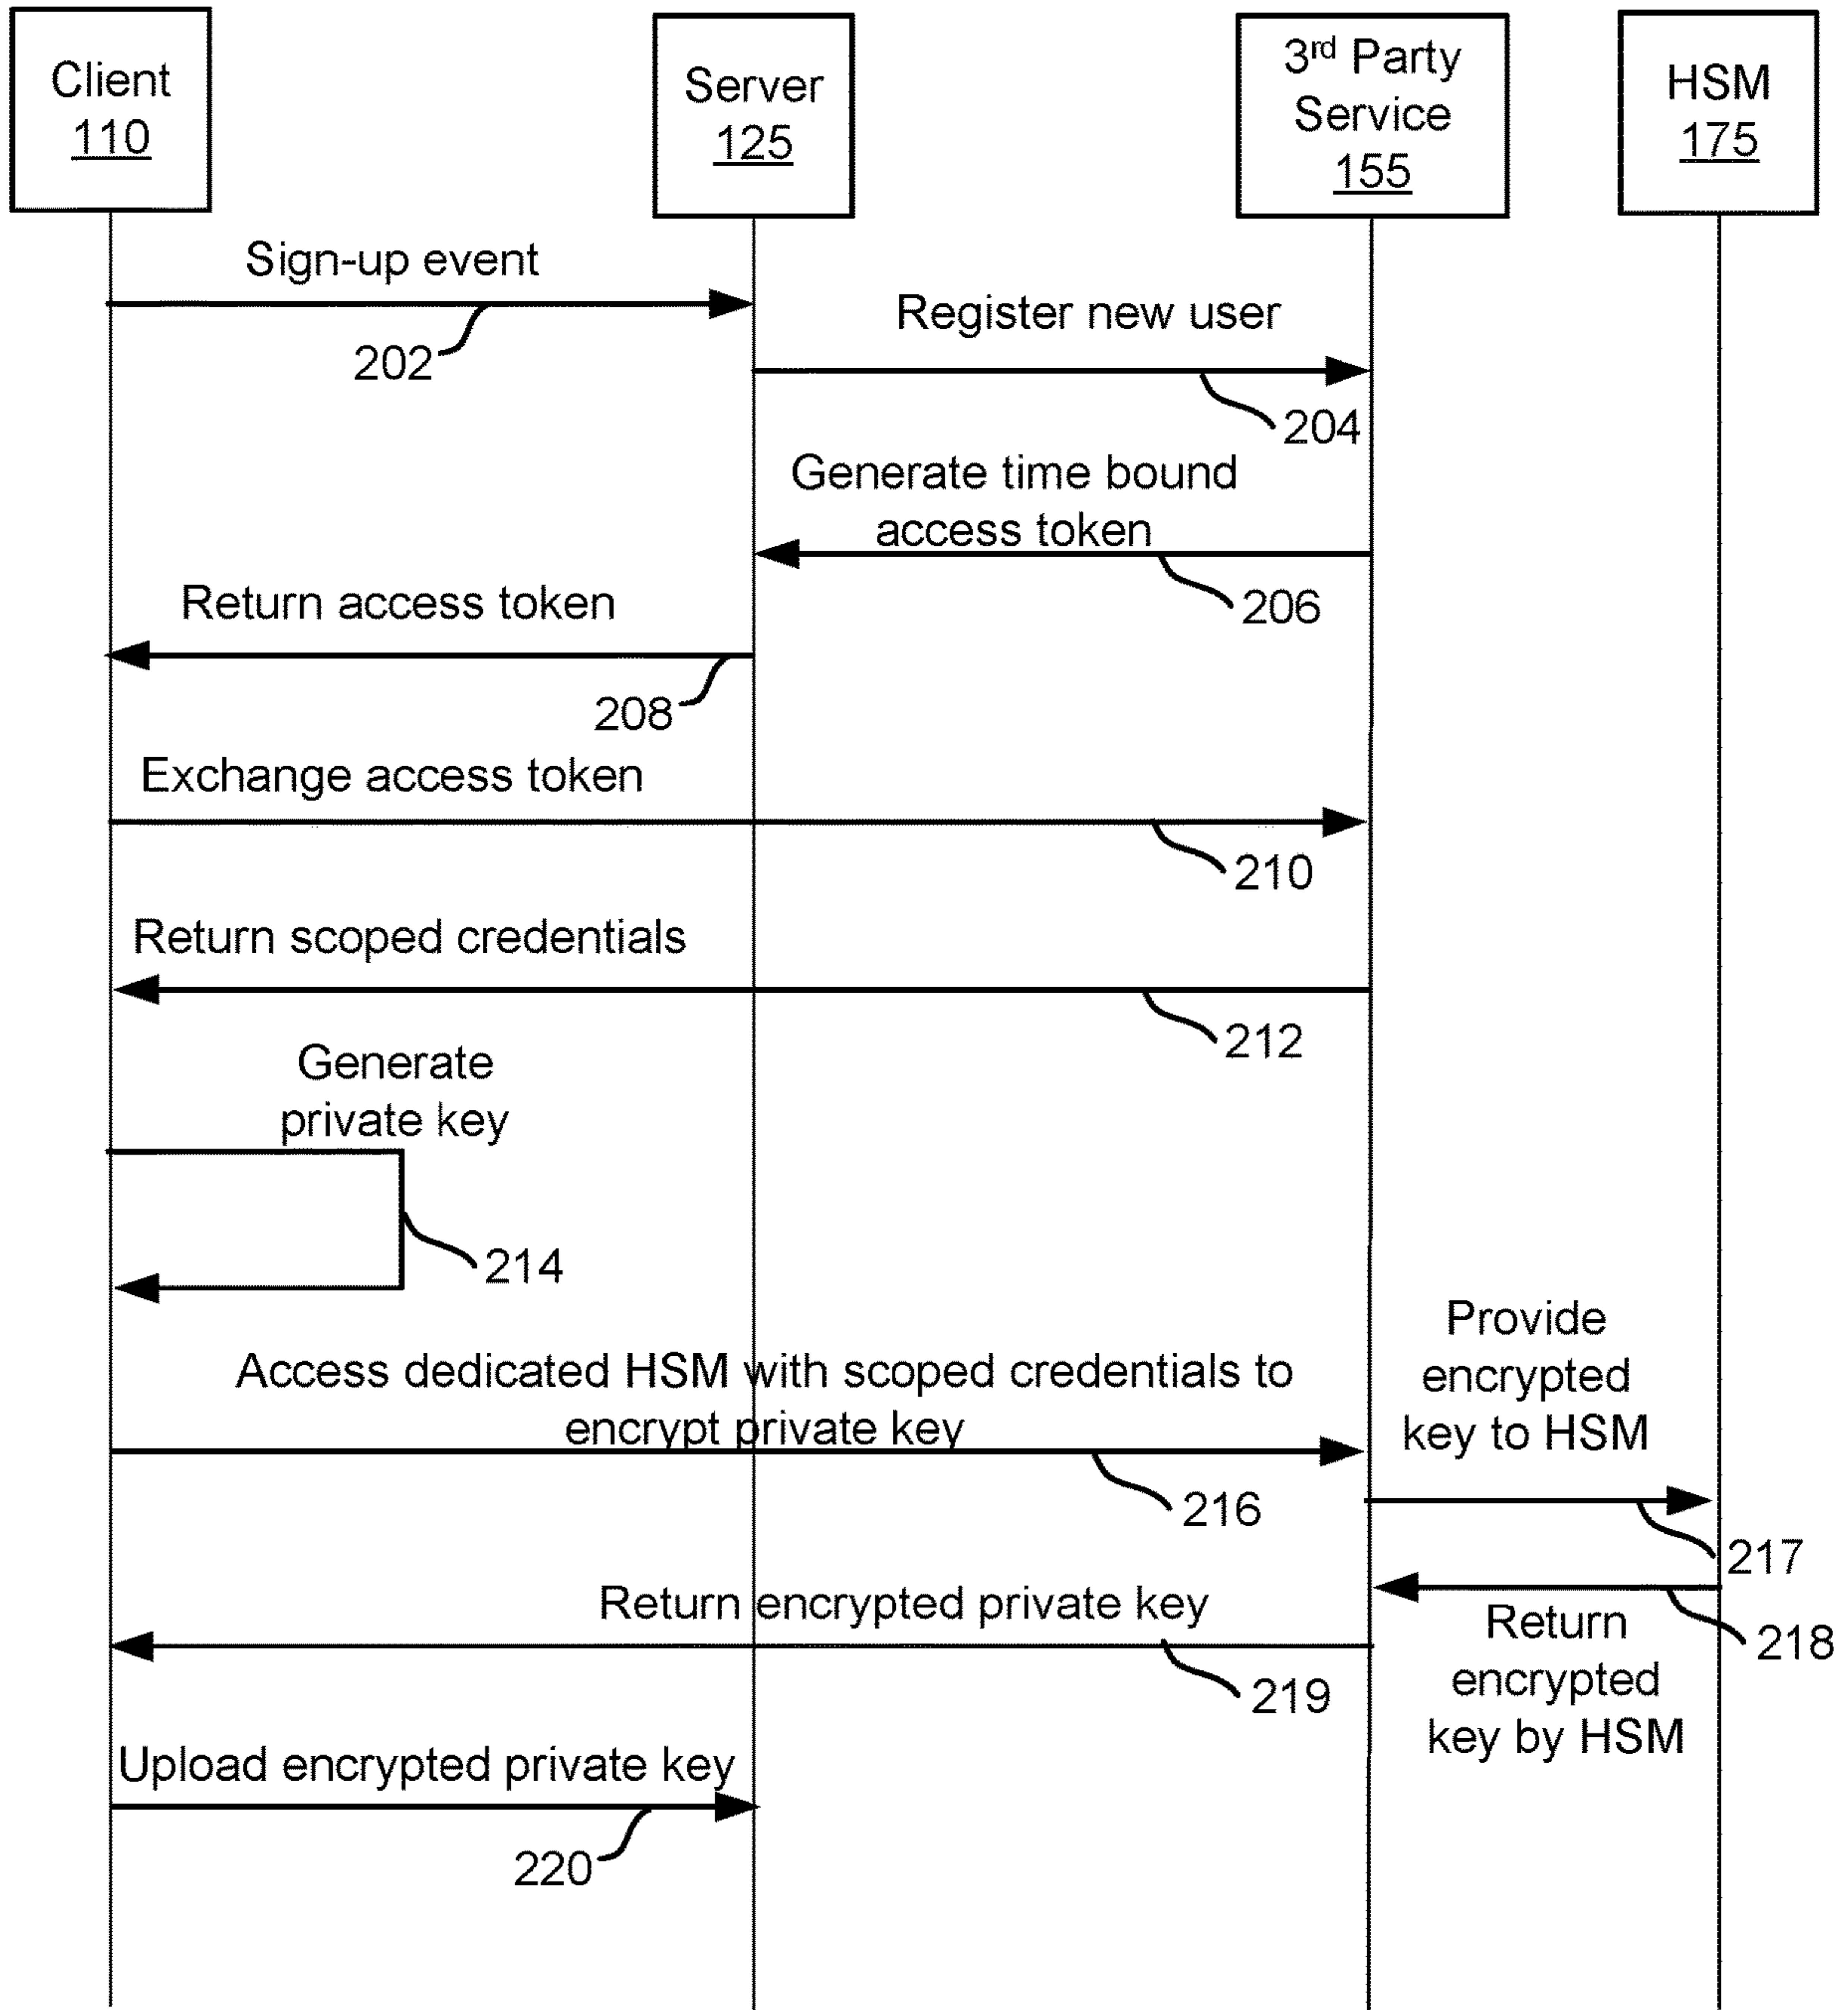 Client
110
Server
125
3rd Party
Service
155
HSM
175
Sign-up event
202
Register new user
204
Generate time bound
access token
206
Return access token
208
Exchange access token
210
Return scoped credentials
212
Generate
private key
214
Access dedicated HSM with scoped credentials to
encrypt private key
216
Provide
encrypted
key to HSM
217
Return encrypted private key
219
Return
encrypted
key by HSM
218
Upload encrypted private key
220